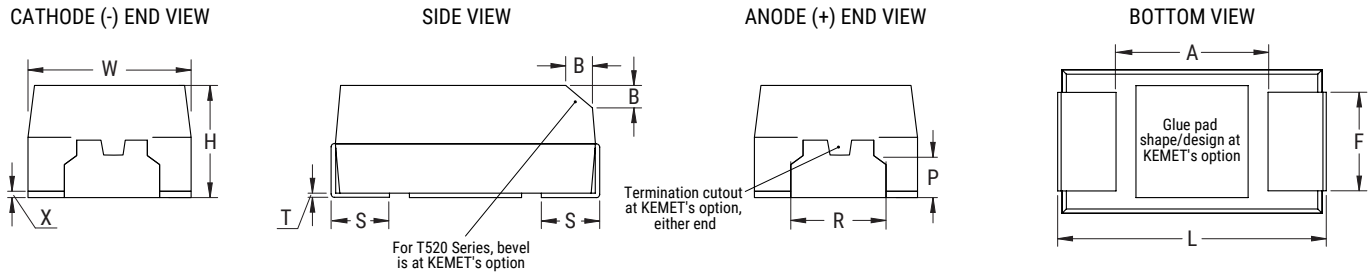 CATHODE (-) END VIEW
SIDE VIEW
ANODE (+) END VIEW
BOTTOM VIEW
W
H
X
B
B
T
S
S
For T520 Series, bevel
is at KEMET's option
Termination cutout
at KEMET's option,
either end
P
R
A
Glue pad
shape/design at
KEMET's option
F
L